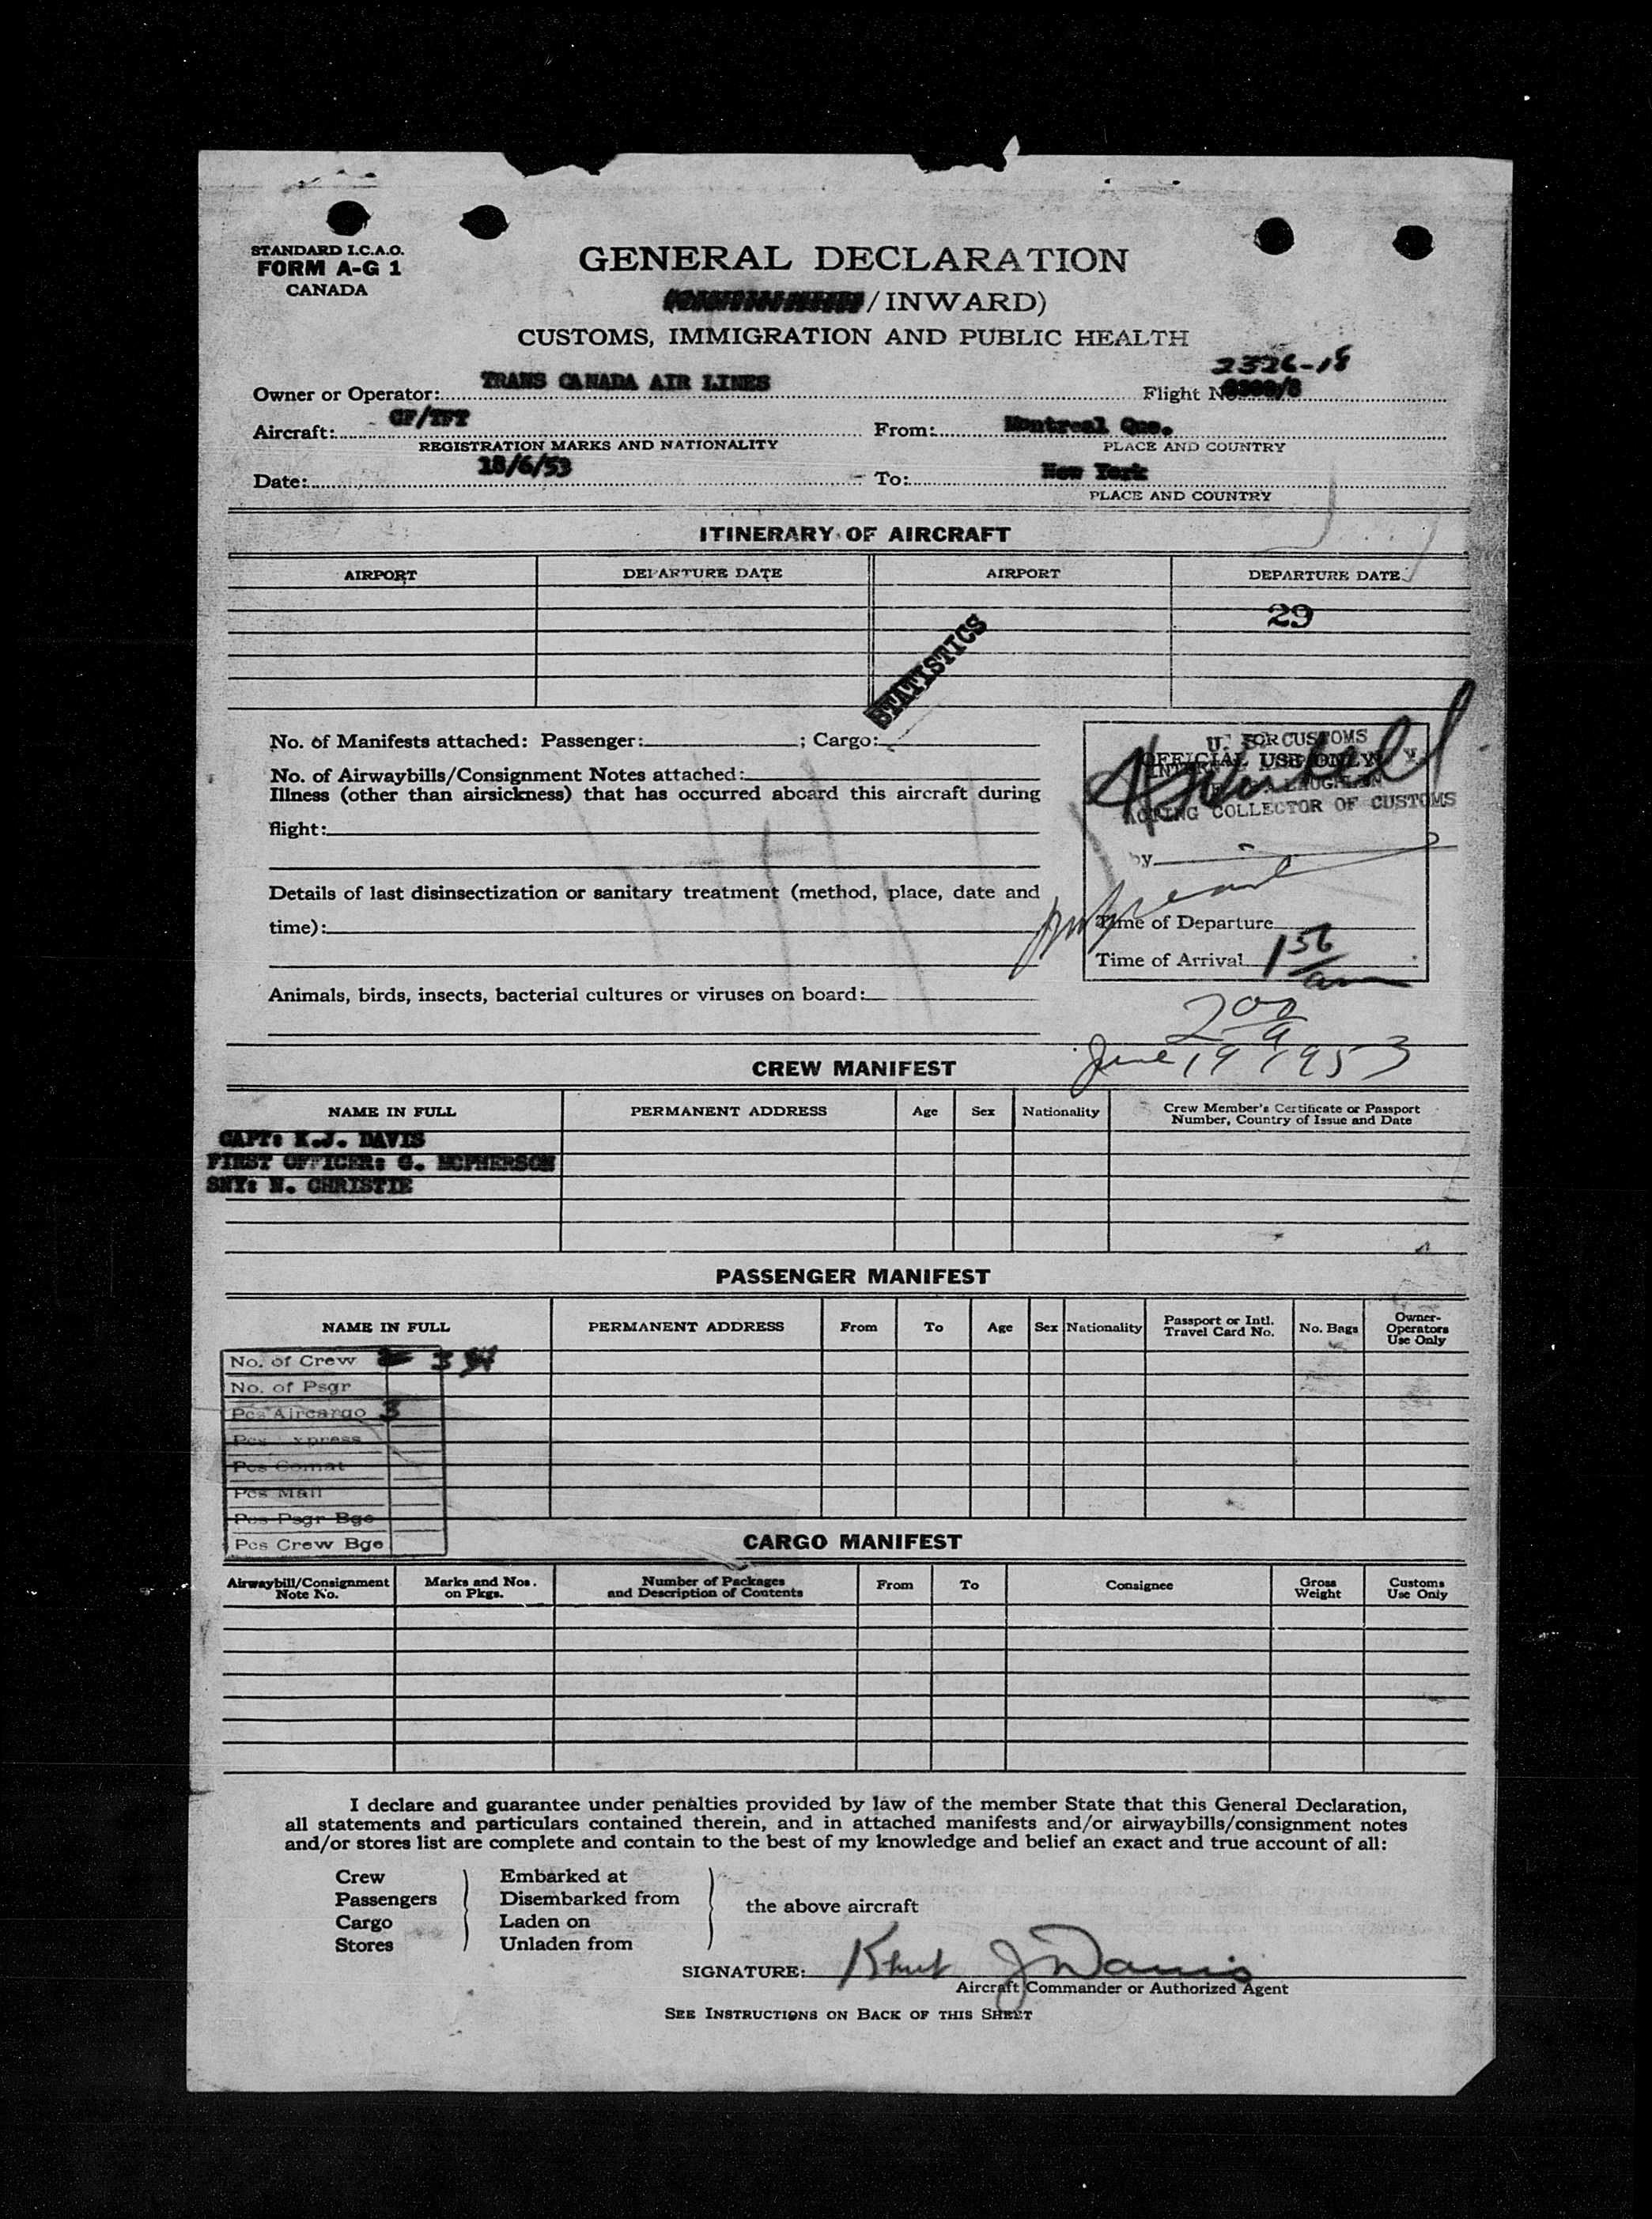 STANDARD I.C.A.O.
FORM A-G 1
CANADA
GENERAL DECLARATION
/INWARD)
CUSTOMS, IMMIGRATION AND PUBLIC HEALTH
2326-18
Owner or Operator: TRANS CANADA AIR LINES Flight No
Aircraft: CF/TFT From: Montreal Que.
REGISTRATION MARKS AND NATIONALITY PLACE AND COUNTRY
Date: 18/6/53 To: New York
PLACE AND COUNTRY
ITINERARY OF AIRCRAFT
AIRPORT DEPARTURE DATE AIRPORT DEPARTURE DATE
29
STATISTICS
No. of Manifests attached: Passenger: ; Cargo:
No. of Airwaybills/Consignment Notes attached:
Illness (other than airsickness) that has occurred aboard this aircraft during
flight:
Details of last disinsectization or sanitary treatment (method, place, date and
time):
Animals, birds, insects, bacterial cultures or viruses on board:
U. S. CUSTOMS
FOR
OFFICIAL USE ONLY
ACTING COLLECTOR OF CUSTOMS
by
Time of Departure
Time of Arrival 1 56 am
2 00 a
June 19 1953
CREW MANIFEST
NAME IN FULL PERMANENT ADDRESS Age Sex Nationality Crew Member's Certificate or Passport
Number, Country of Issue and Date
CAPT: K.J. DAVIS
FIRST OFFICER: G. MCPHERSON
SNY: N. CHRISTIE
PASSENGER MANIFEST
NAME IN FULL PERMANENT ADDRESS From To Age Sex Nationality Passport or Intl.
Travel Card No. No. Bags Owner-
Operators
Use Only
No. of Crew 3
No. of Psgr
Pcs Aircargo 3
Pcs Express
Pcs Comat
Pcs Mail
Pcs Psgr Bge
Pcs Crew Bge
CARGO MANIFEST
Airwaybill/Consignment
Note No. Marks and Nos.
on Pkgs. Number of Packages
and Description of Contents From To Consignee Gross
Weight Customs
Use Only
I declare and guarantee under penalties provided by law of the member State that this General Declaration,
all statements and particulars contained therein, and in attached manifests and/or airwaybills/consignment notes
and/or stores list are complete and contain to the best of my knowledge and belief an exact and true account of all:
Crew Embarked at
Passengers Disembarked from
the above aircraft
Cargo Laden on
Stores Unladen from
SIGNATURE: J Davis
Aircraft Commander or Authorized Agent
SEE INSTRUCTIONS ON BACK OF THIS SHEET